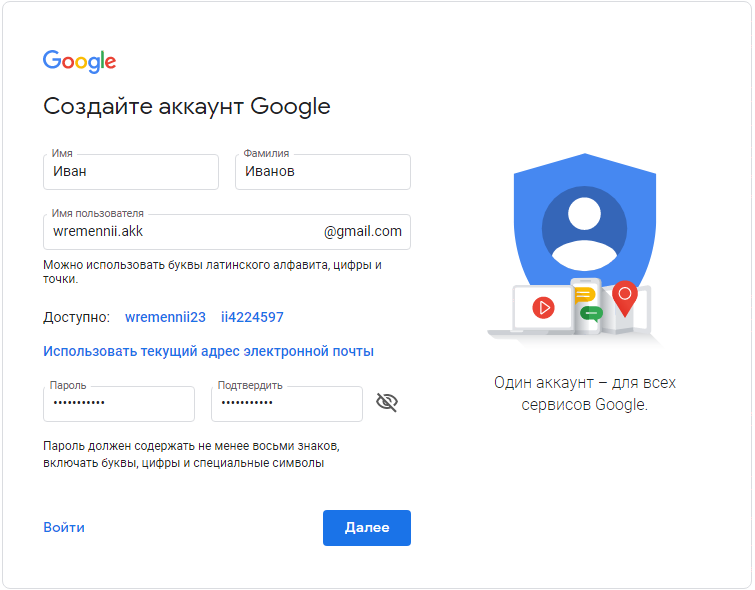 Google
Создайте аккаунт Google
Имя
Иван
Фамилия
Иванов
Имя пользователя
wremennii.akk @gmail.com
Можно использовать буквы латинского алфавита, цифры и
точки.
Доступно: wremennii23 ii4224597
Использовать текущий адрес электронной почты
Пароль
•••••••••••
Подтвердить
•••••••••••
Пароль должен содержать не менее восьми знаков,
включать буквы, цифры и специальные символы
Войти
Далее
Один аккаунт – для всех
сервисов Google.